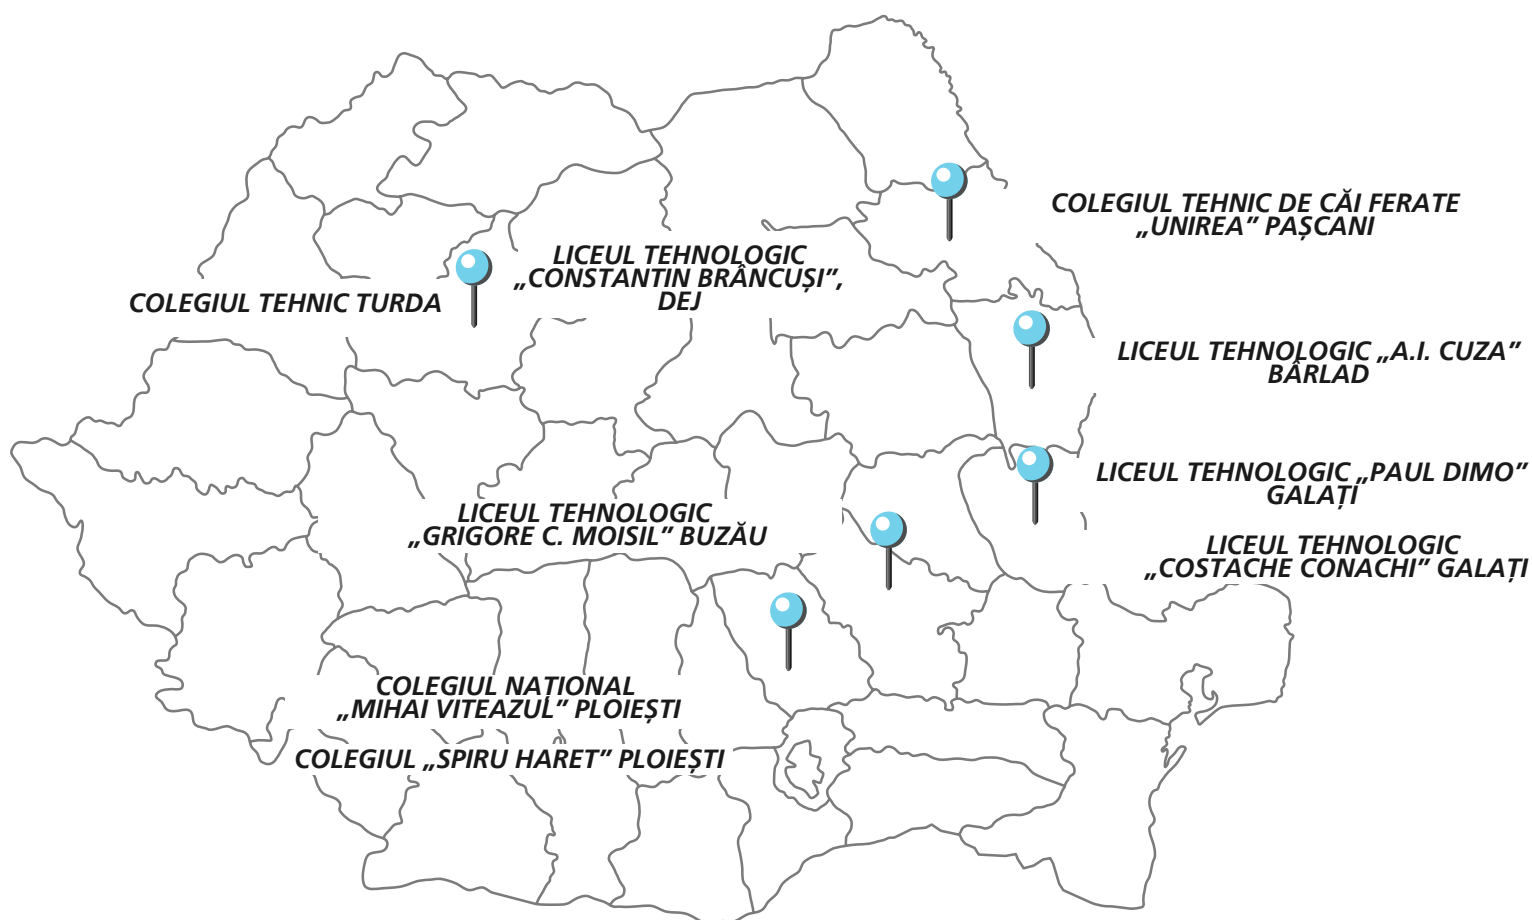 COLEGIUL TEHNIC DE CĂI FERATE
„UNIREA” PAȘCANI
LICEUL TEHNOLOGIC
„CONSTANTIN BRÂNCUȘI”,
DEJ
COLEGIUL TEHNIC TURDA
LICEUL TEHNOLOGIC „A.I. CUZA”
BÂRLAD
LICEUL TEHNOLOGIC „PAUL DIMO”
GALAȚI
LICEUL TEHNOLOGIC
„GRIGORE C. MOISIL” BUZĂU
LICEUL TEHNOLOGIC
„COSTACHE CONACHI” GALAȚI
COLEGIUL NAȚIONAL
„MIHAI VITEAZUL” PLOIEȘTI
COLEGIUL „SPIRU HARET” PLOIEȘTI